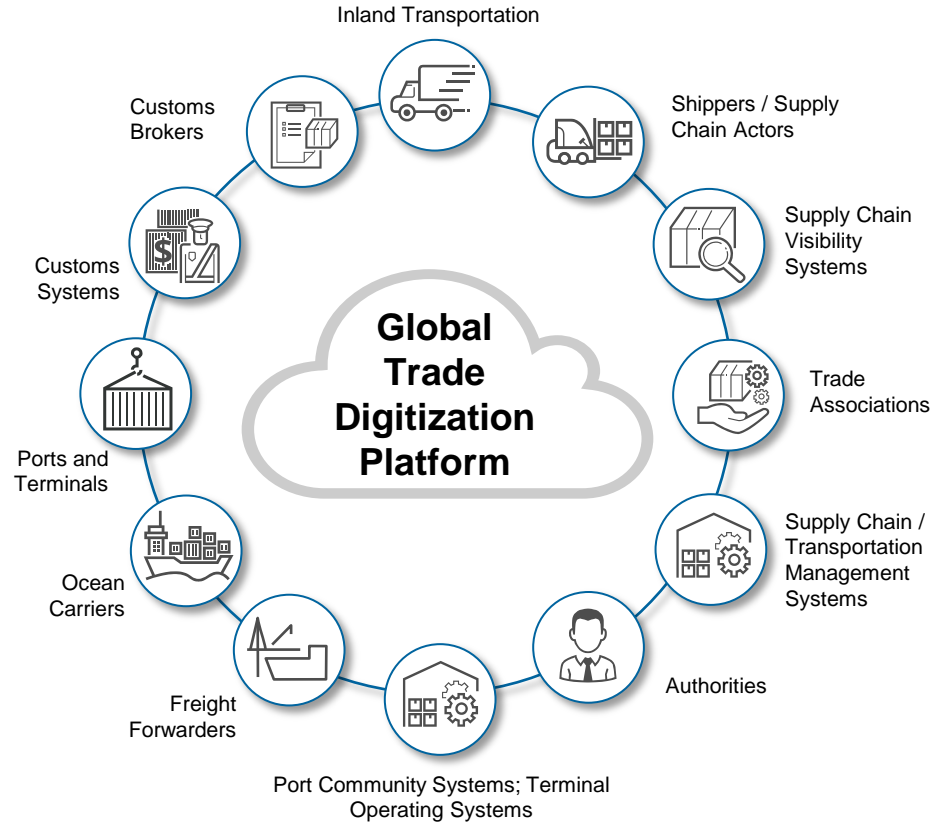 Inland Transportation
Customs
Brokers
Shippers / Supply
Chain Actors
Supply Chain
Visibility
Systems
Customs
Systems
$
Global
Trade
Digitization
Platform
Trade
Associations
Ports and
Terminals
Supply Chain /
Transportation
Management
Systems
Ocean
Carriers
Authorities
Freight
Forwarders
Port Community Systems; Terminal
Operating Systems